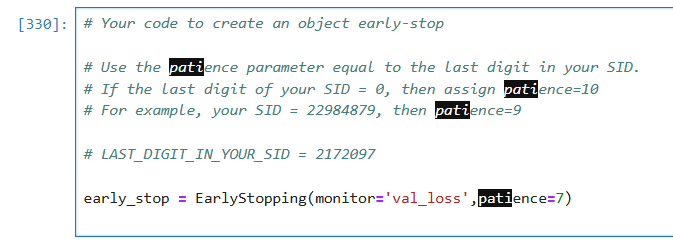 [330]: # Your code to create an object early-stop
# Use the patience parameter equal to the last digit in your SID.
# If the last digit of your SID = 0, then assign patience=10
# For example, your SID = 22984879, then patience=9
# LAST_DIGIT_IN_YOUR_SID = 2172097
early_stop = EarlyStopping(monitor='val_loss',patience=7)